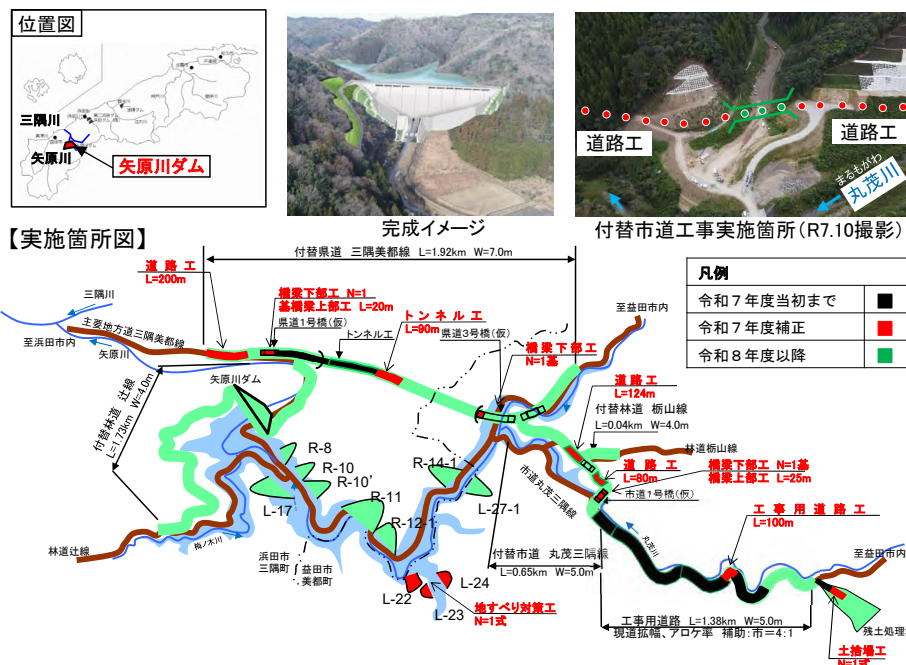 位置図
三隅川
矢原川
矢原川ダム
完成イメージ
道路工
道路工
まるもがわ
丸茂川
付替市道工事実施箇所(R7.10撮影)
【実施箇所図】
付替県道 三隅美都線 L=1.92km W=7.0m
道路工
L=200m
三隅川
主要地方道三隅美都線
至浜田市内
矢原川
橋梁下部工 N=1
基橋梁上部工 L=20m
県道1号橋(仮)
トンネル工
トンネル工
L=90m
県道3号橋(仮)
橋梁下部工
N=1基
至益田市内
凡例
令和7年度当初まで
令和7年度補正
令和8年度以降
道路工
L=124m
付替林道 栃山線
L=0.04km W=4.0m
林道栃山線
道路工
L=80m
橋梁下部工 N=1基
橋梁上部工 L=25m
市道1号橋(仮)
市道丸茂三隅線
矢原川ダム
付替林道 辻線
L=1.73km W=4.0m
R-8
R-10
R-10'
L-17
R-11
R-12-1
R-14-1
L-27-1
L-22
L-24
L-23
地すべり対策工
N=1式
浜田市
三隅町
益田市
美都町
林道辻線
梅ノ木川
付替市道 丸茂三隅線
L=0.65km W=5.0m
丸茂川
工事用道路工
L=100m
至益田市内
工事用道路 L=1.38km W=5.0m
現道拡幅、アロケ率 補助:市=4:1
残土処理
土捨場工
N=1式